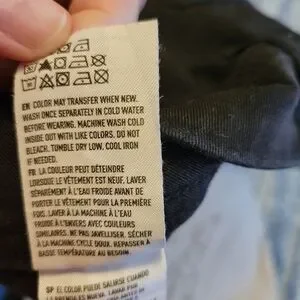 EN COLOR MAY TRANSFER WHEN NEW.
WASH ONCE SEPARATELY IN COLD WATER
BEFORE WEARING. MACHINE WASH COLD
INSIDE OUT WITH LIKE COLORS. DO NOT
BLEACH. TUMBLE DRY LOW. COOL IRON
IF NEEDED.
FR LA COULEUR PEUT DÉTEINDRE
LORSQUE LE VÊTEMENT EST NEUF. LAVER
SÉPARÉMENT À L'EAU FROIDE AVANT DE
PORTER LE VÊTEMENT POUR LA PREMIÈRE
FOIS. LAVER À LA MACHINE À L'EAU
FROIDE À L'ENVERS ET AVEC COULEURS
SIMILAIRES. NE PAS JAVELLISER. SÉCHER
À LA MACHINE CYCLE DOUX. REPASSER À
BASSE TEMPÉRATURE AU BESOIN.
SP EL COLOR PUEDE SALIRSE CUANDO